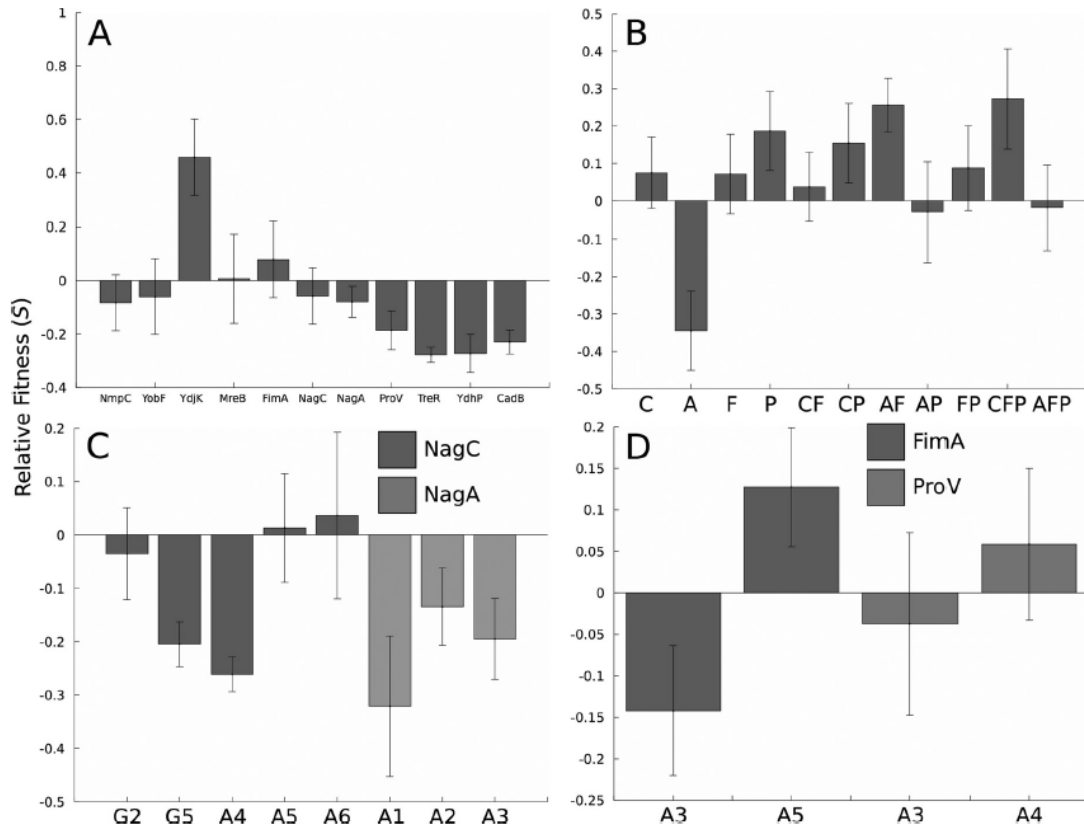 A
1
0.8
0.6
0.4
0.2
0
-0.2
-0.4
NmpC YobF YdjK MreB FimA NagC NagA ProV TreR YdhP CadB
B
0.5
0.4
0.3
0.2
0.1
0
-0.1
-0.2
-0.3
-0.4
-0.5
C A F P CF CP AF AP FP CFP AFP
Relative Fitness (S)
C
NagC
NagA
0.2
0.1
0
-0.1
-0.2
-0.3
-0.4
-0.5
G2 G5 A4 A5 A6 A1 A2 A3
D
FimA
ProV
0.2
0.15
0.1
0.05
0
-0.05
-0.1
-0.15
-0.2
-0.25
A3 A5 A3 A4